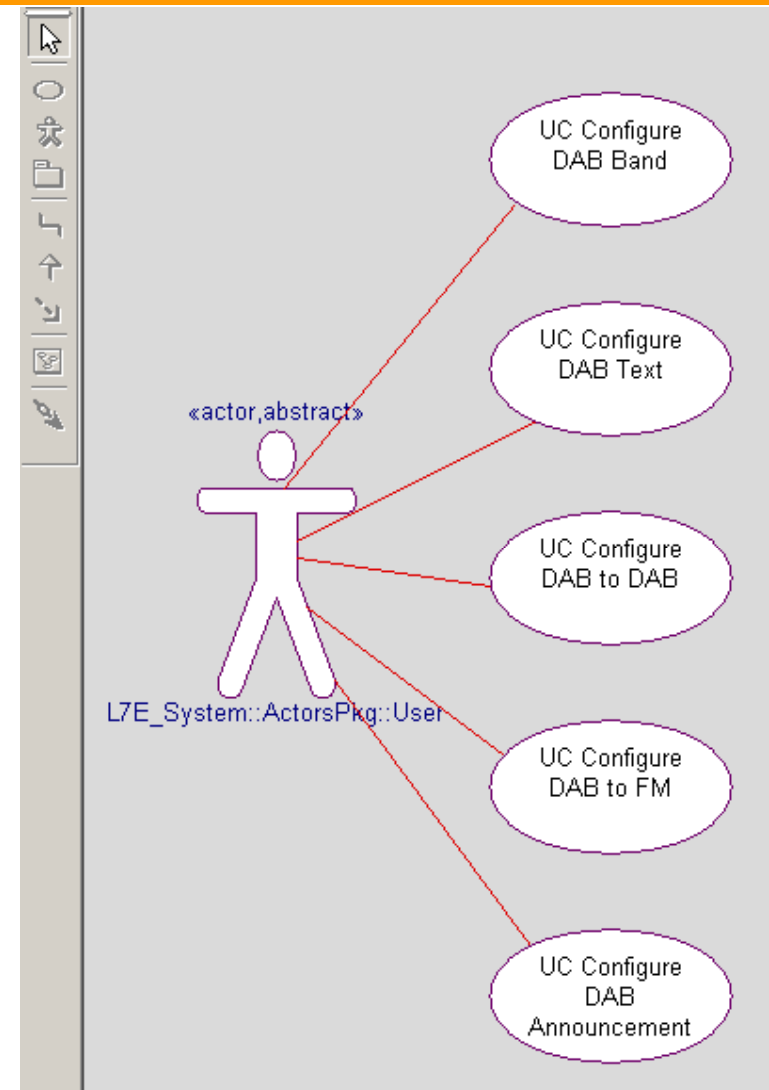 UC Configure
DAB Band
UC Configure
DAB Text
«actor,abstract»
UC Configure
DAB to DAB
L7E_System::ActorsPkg::User
UC Configure
DAB to FM
UC Configure
DAB
Announcement